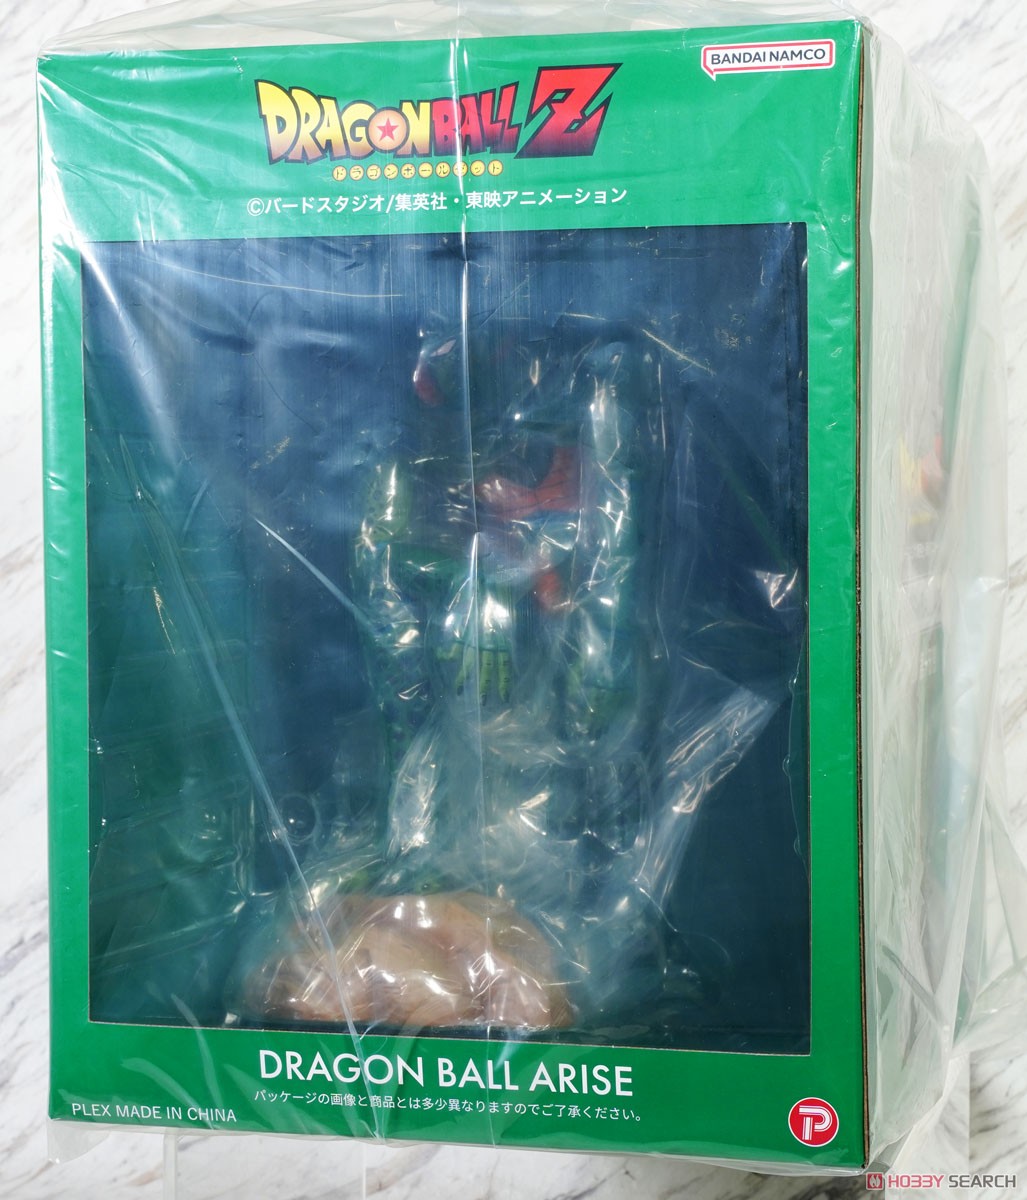 BANDAI NAMCO
DRAGON BALL Z
ドラゴンボールゼット
©バードスタジオ/集英社・東映アニメーション
DRAGON BALL ARISE
パッケージの画像と商品とは多少異なりますのでご了承ください。
PLEX MADE IN CHINA
P
HOBBY SEARCH